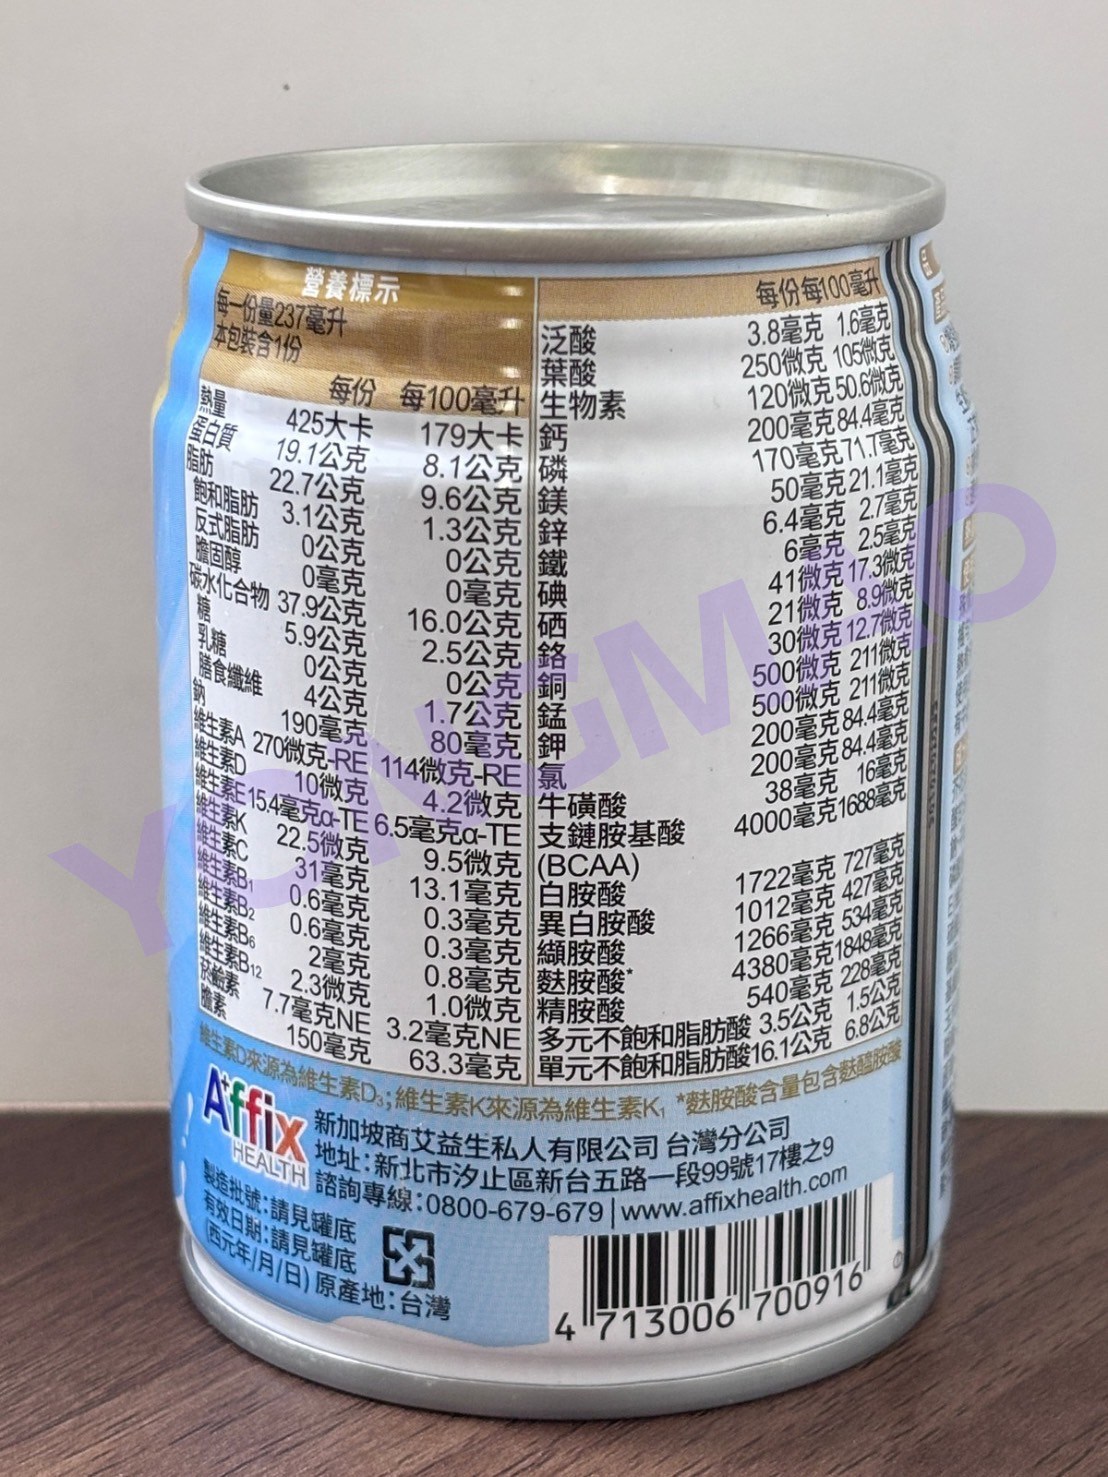 營養標示
每一份量237毫升
本包裝含1份
每份 每100毫升
熱量 425大卡 179大卡
蛋白質 19.1公克 8.1公克
脂肪 22.7公克 9.6公克
飽和脂肪 3.1公克 1.3公克
反式脂肪 0公克 0公克
膽固醇 0毫克 0毫克
碳水化合物 37.9公克 16.0公克
糖 5.9公克 2.5公克
乳糖 0公克 0公克
膳食纖維 4公克 1.7公克
鈉 190毫克 80毫克
維生素A 270微克-RE 114微克-RE
維生素D 10微克 4.2微克
維生素E 15.4毫克α-TE 6.5毫克α-TE
維生素K 22.5微克 9.5微克
維生素C 31毫克 13.1毫克
維生素B1 0.6毫克 0.3毫克
維生素B2 0.6毫克 0.3毫克
維生素B6 2毫克 0.8毫克
維生素B12 2.3微克 1.0微克
菸鹼素 7.7毫克NE 3.2毫克NE
膽素 150毫克 63.3毫克
每份 每100毫升
泛酸 3.8毫克 1.6毫克
葉酸 250微克 105微克
生物素 120微克 50.6微克
鈣 200毫克 84.4毫克
磷 170毫克 71.7毫克
鎂 50毫克 21.1毫克
鋅 6.4毫克 2.7毫克
鐵 6毫克 2.5毫克
碘 41微克 17.3微克
硒 21微克 8.9微克
鉻 30微克 12.7微克
銅 500微克 211微克
錳 500微克 211微克
鉀 200毫克 84.4毫克
氯 200毫克 84.4毫克
牛磺酸 38毫克 16毫克
支鏈胺基酸 4000毫克 1688毫克
(BCAA)
白胺酸 1722毫克 727毫克
異白胺酸 1012毫克 427毫克
纈胺酸 1266毫克 534毫克
麩胺酸* 4380毫克 1848毫克
精胺酸 540毫克 228毫克
多元不飽和脂肪酸 3.5公克 1.5公克
單元不飽和脂肪酸 16.1公克 6.8公克
維生素D來源為維生素D3;維生素K來源為維生素K1 *麩胺酸含量包含麩醯胺酸
Affix
HEALTH
新加坡商艾益生私人有限公司 台灣分公司
地址:新北市汐止區新台五路一段99號17樓之9
諮詢專線:0800-679-679 | www.affixhealth.com
製造批號:請見罐底
有效日期:請見罐底
(西元年/月/日) 原產地:台灣
4 713006 700916
YONGMAO